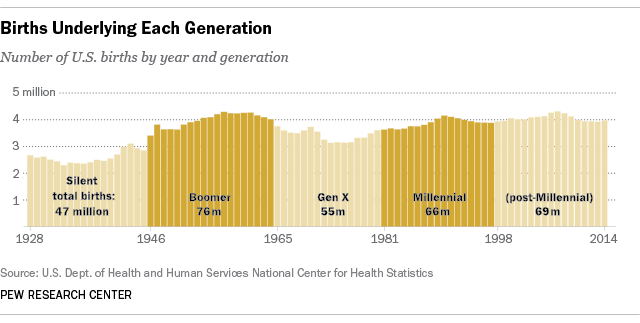 Births Underlying Each Generation
Number of U.S. births by year and generation
5 million
4
3
2
1
Silent
total births:
47 million
Boomer
76m
Gen X
55m
Millennial
66m
(post-Millennial)
69m
1928 1946 1965 1981 1998 2014
Source: U.S. Dept. of Health and Human Services National Center for Health Statistics
PEW RESEARCH CENTER